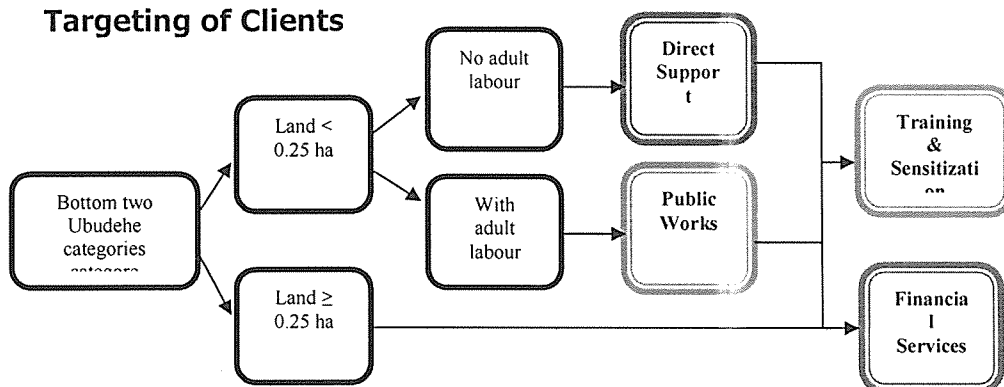 Targeting of Clients
Bottom two
Ubudehe
categories
Land <
0.25 ha
Land ≥
0.25 ha
No adult
labour
With
adult
labour
Direct
Suppor
t
Public
Works
Training
&
Sensitizati
on
Financia
l
Services